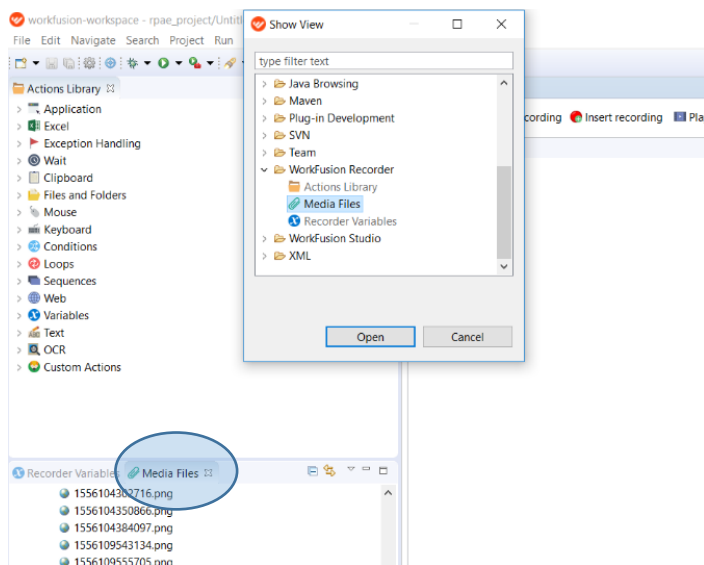 workfusion-workspace - rpae_project/Untitl
File Edit Navigate Search Project Run
Actions Library
Application
Excel
Exception Handling
Wait
Clipboard
Files and Folders
Mouse
Keyboard
Conditions
Loops
Sequences
Web
Variables
Text
OCR
Custom Actions
Show View
type filter text
Java Browsing
Maven
Plug-in Development
SVN
Team
WorkFusion Recorder
Actions Library
Media Files
Recorder Variables
WorkFusion Studio
XML
Open Cancel
cording Insert recording Pla
Recorder Variables Media Files
1556104302716.png
1556104350866.png
1556104384097.png
1556109543134.png
1556109555705.png